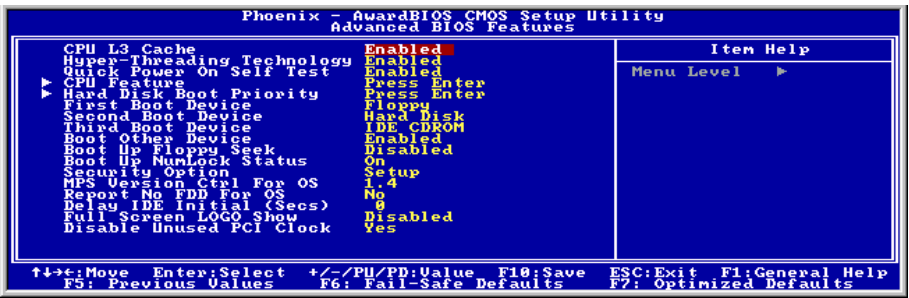 Phoenix - AwardBIOS CMOS Setup Utility
Advanced BIOS Features
CPU L3 Cache Enabled
Hyper-Threading Technology Enabled
Quick Power On Self Test Enabled
► CPU Feature Press Enter
► Hard Disk Boot Priority Press Enter
First Boot Device Floppy
Second Boot Device Hard Disk
Third Boot Device IDE CDROM
Boot Other Device Enabled
Boot Up Floppy Seek Disabled
Boot Up NumLock Status On
Security Option Setup
MPS Version Ctrl For OS 1.4
Report No FDD For OS No
Delay IDE Initial (Secs) 0
Full Screen LOGO Show Disabled
Disable Unused PCI Clock Yes
Item Help
Menu Level ►
↑↓→←:Move Enter:Select +/-/PU/PD:Value F10:Save ESC:Exit F1:General Help
F5: Previous Values F6: Fail-Safe Defaults F7: Optimized Defaults